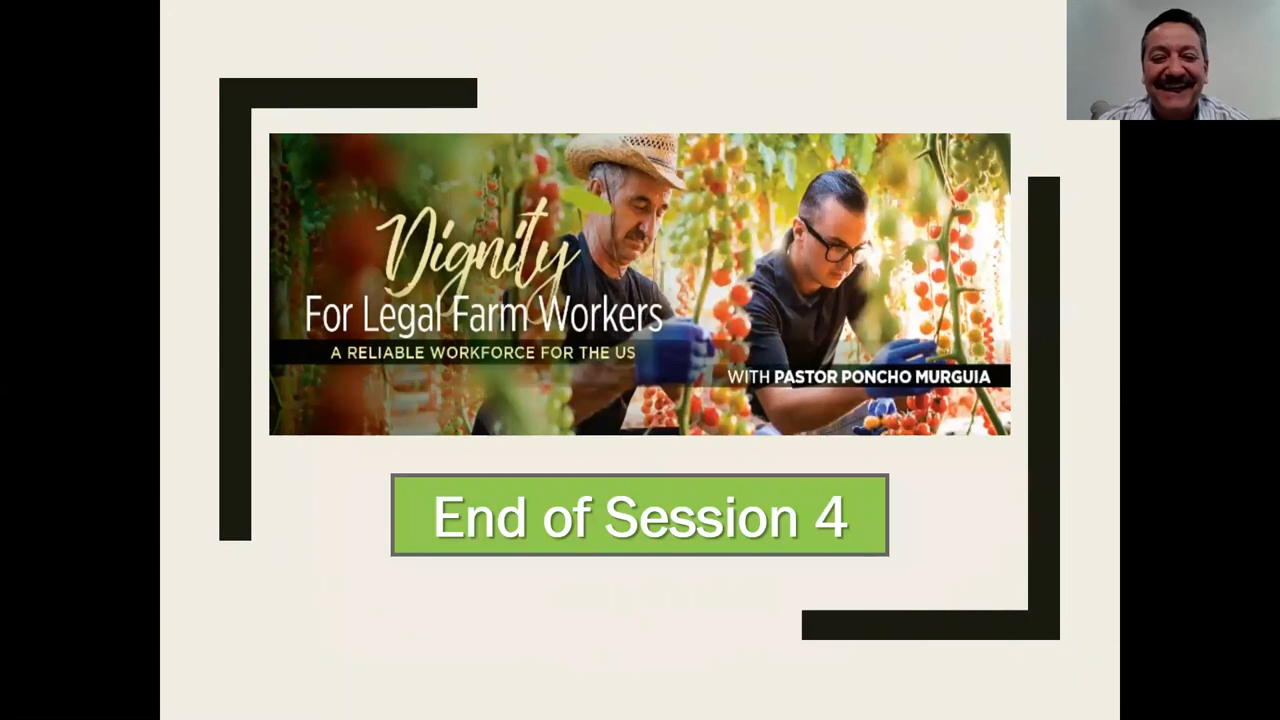 Dignity
For Legal Farm Workers
A RELIABLE WORKFORCE FOR THE US
WITH PASTOR PONCHO MURGUIA
End of Session 4